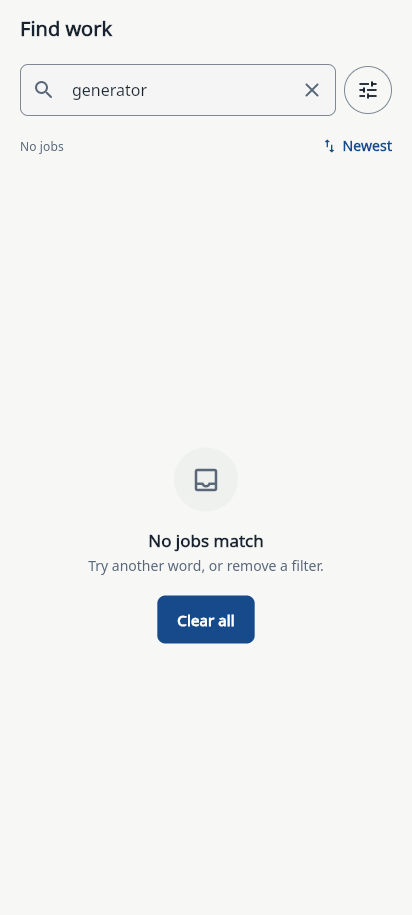 Find work
generator
No jobs
Newest
No jobs match
Try another word, or remove a filter.
Clear all